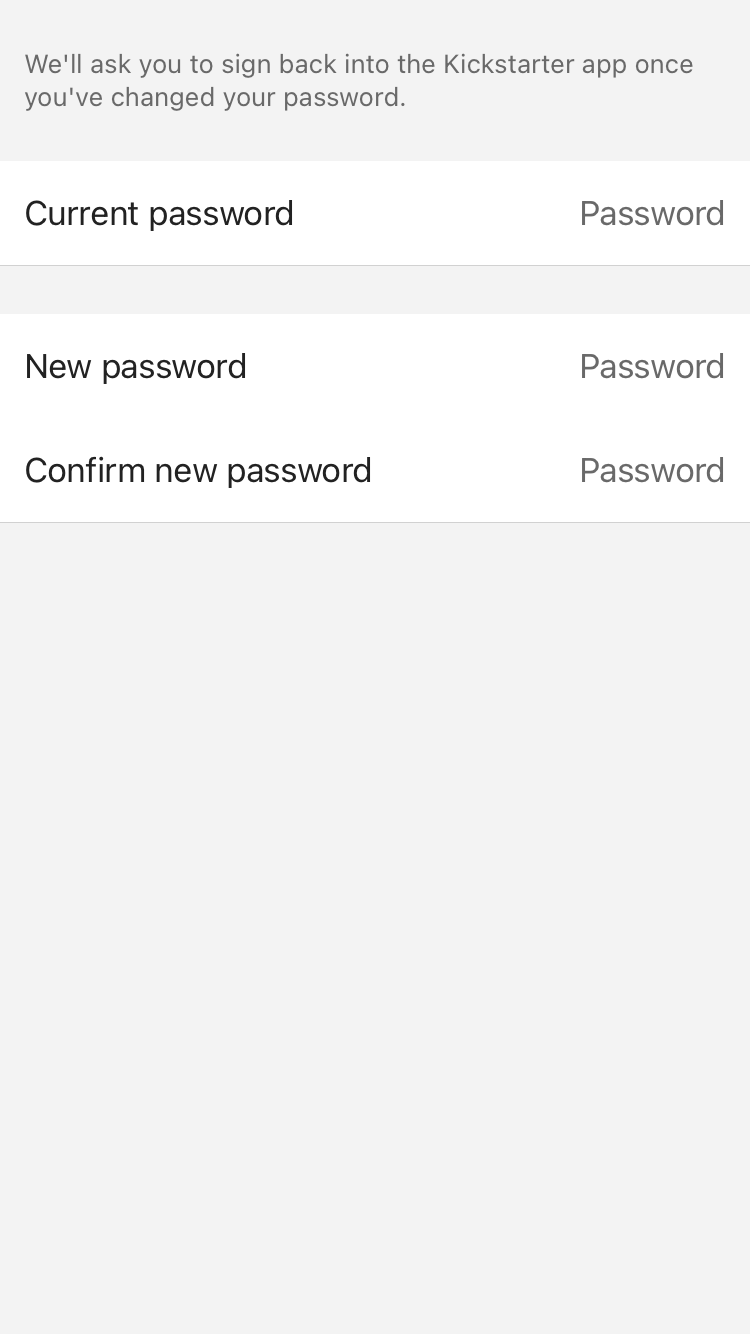 We'll ask you to sign back into the Kickstarter app once
you've changed your password.
Current password Password
New password Password
Confirm new password Password